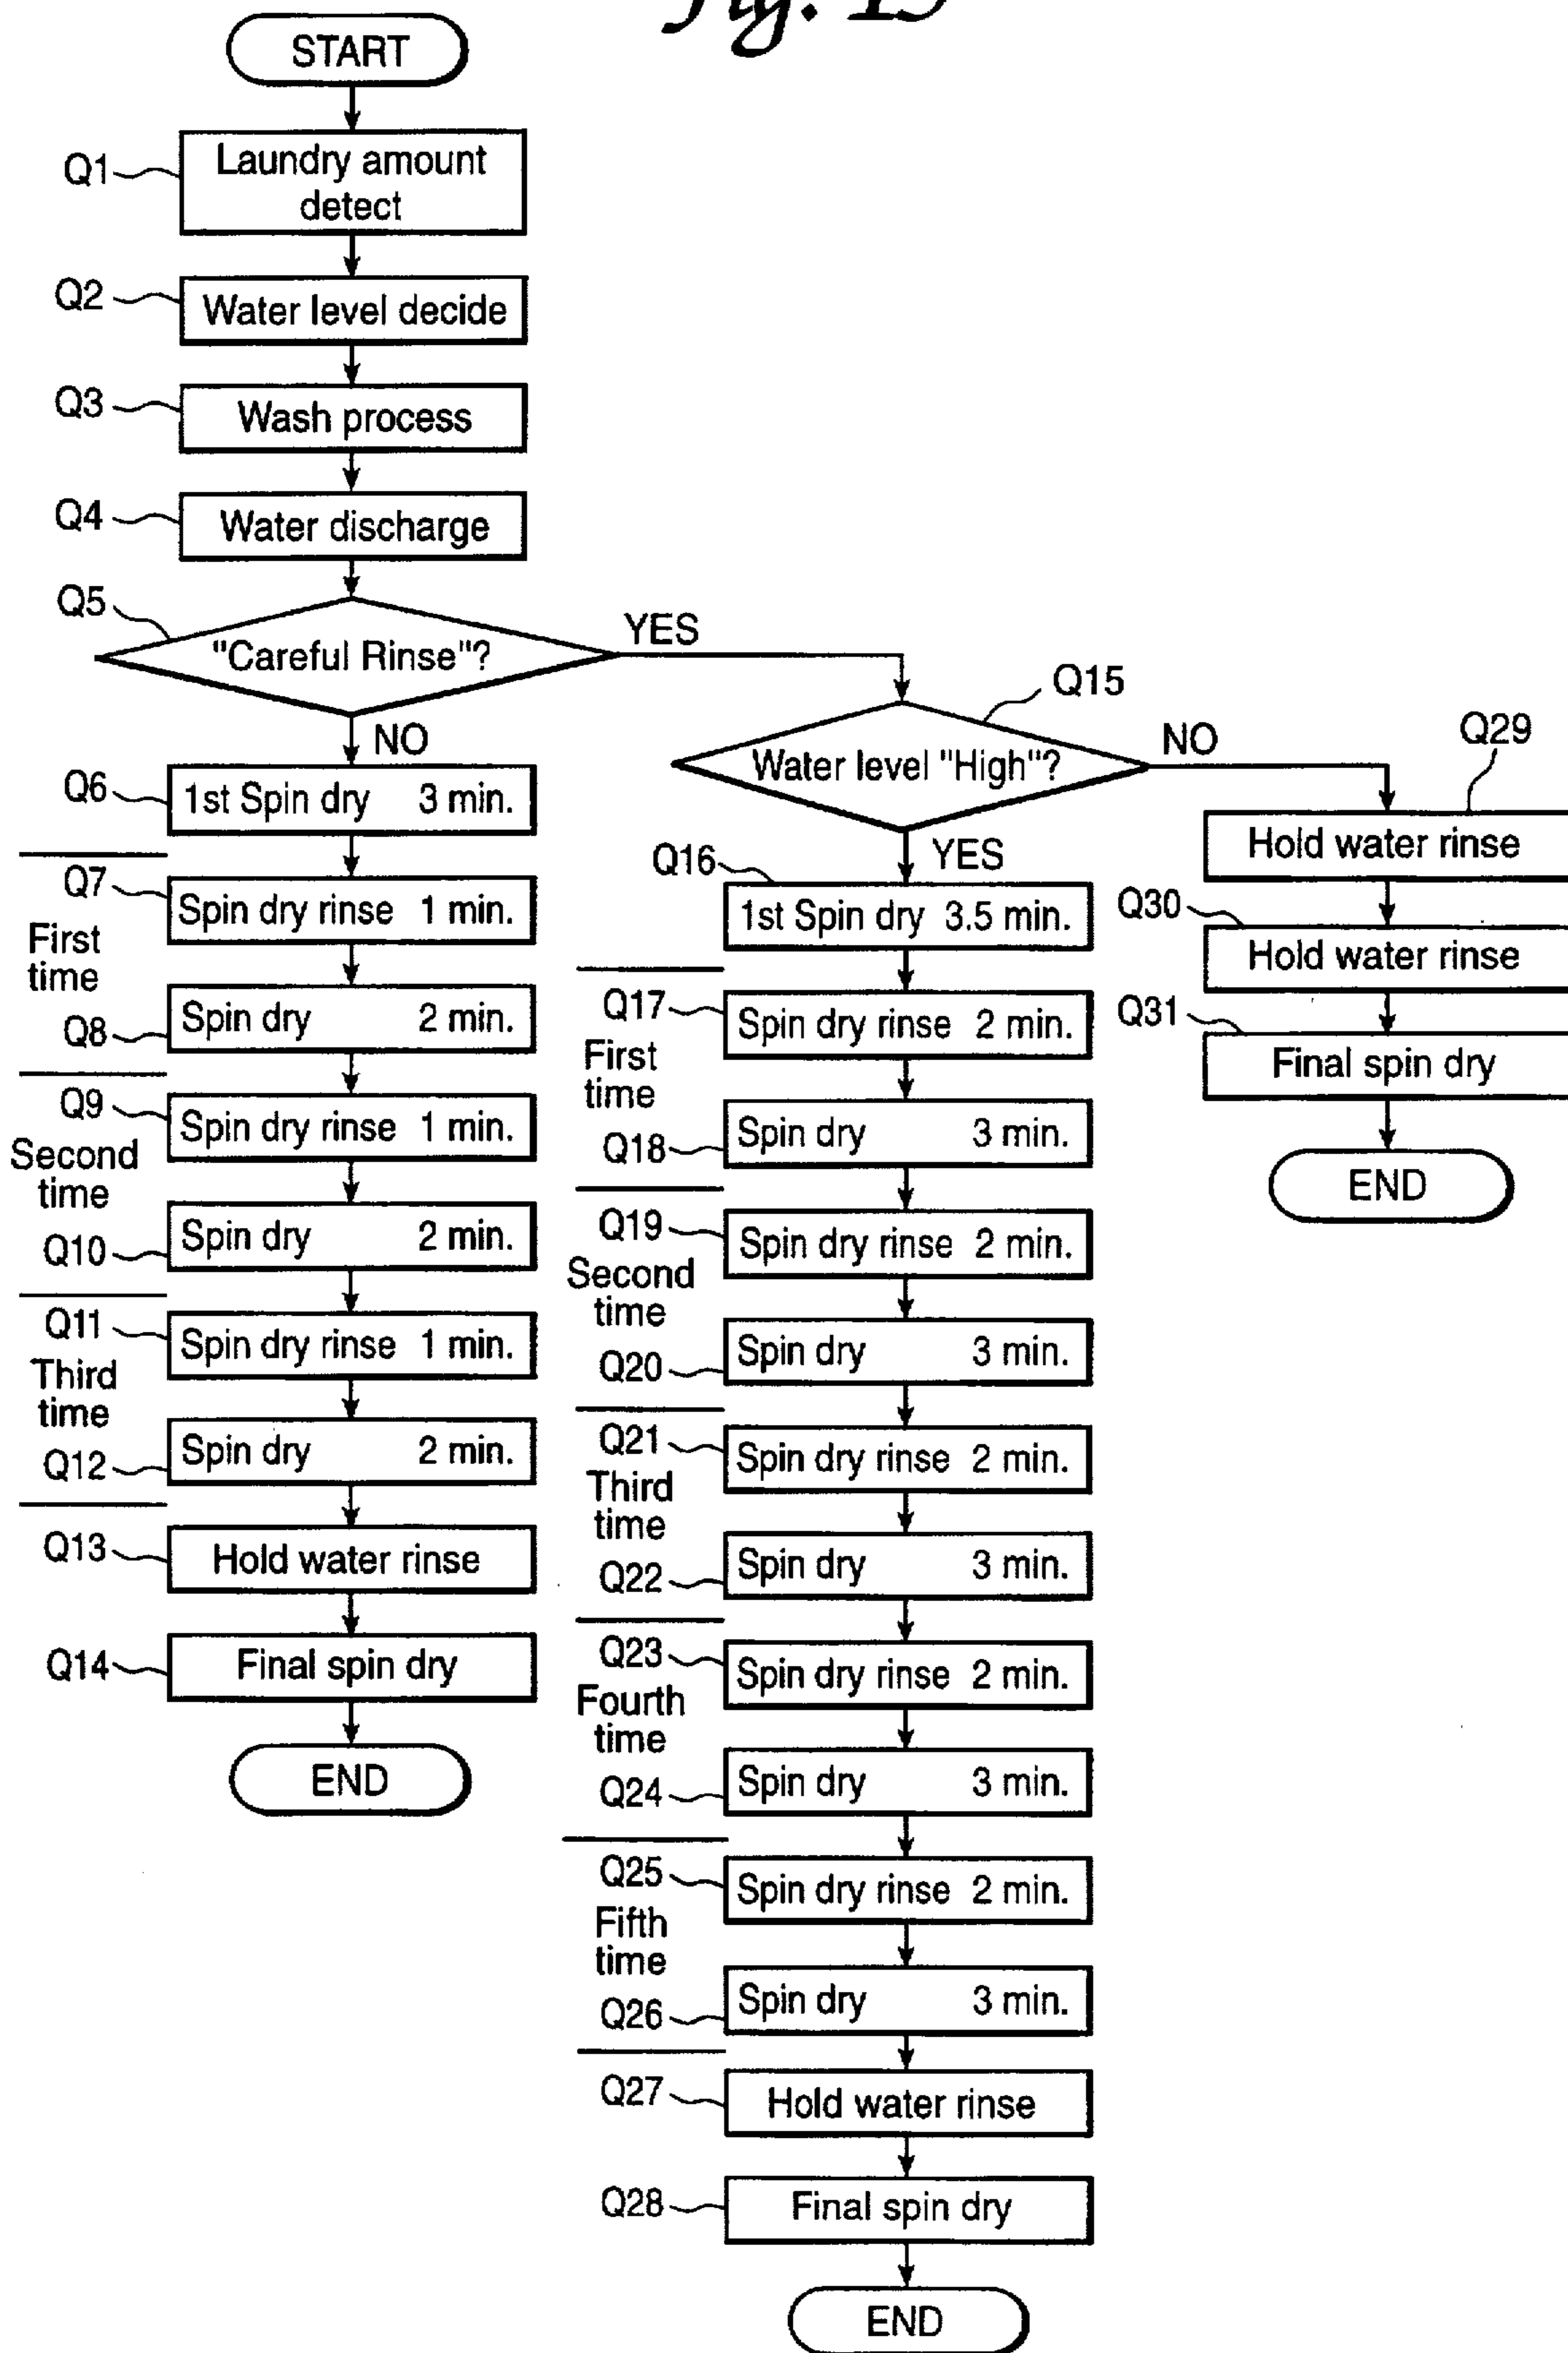 Fig. 15
START
Q1
Laundry amount
detect
Q2
Water level decide
Q3
Wash process
Q4
Water discharge
Q5
"Careful Rinse"?
YES
NO
Q6
1st Spin dry 3 min.
Q7
Spin dry rinse 1 min.
First
time
Q8
Spin dry 2 min.
Q9
Spin dry rinse 1 min.
Second
time
Q10
Spin dry 2 min.
Q11
Spin dry rinse 1 min.
Third
time
Q12
Spin dry 2 min.
Q13
Hold water rinse
Q14
Final spin dry
END
Q15
Water level "High"?
NO
YES
Q16
1st Spin dry 3.5 min.
Q17
Spin dry rinse 2 min.
First
time
Q18
Spin dry 3 min.
Q19
Spin dry rinse 2 min.
Second
time
Q20
Spin dry 3 min.
Q21
Spin dry rinse 2 min.
Third
time
Q22
Spin dry 3 min.
Q23
Spin dry rinse 2 min.
Fourth
time
Q24
Spin dry 3 min.
Q25
Spin dry rinse 2 min.
Fifth
time
Q26
Spin dry 3 min.
Q27
Hold water rinse
Q28
Final spin dry
END
Q29
Hold water rinse
Q30
Hold water rinse
Q31
Final spin dry
END